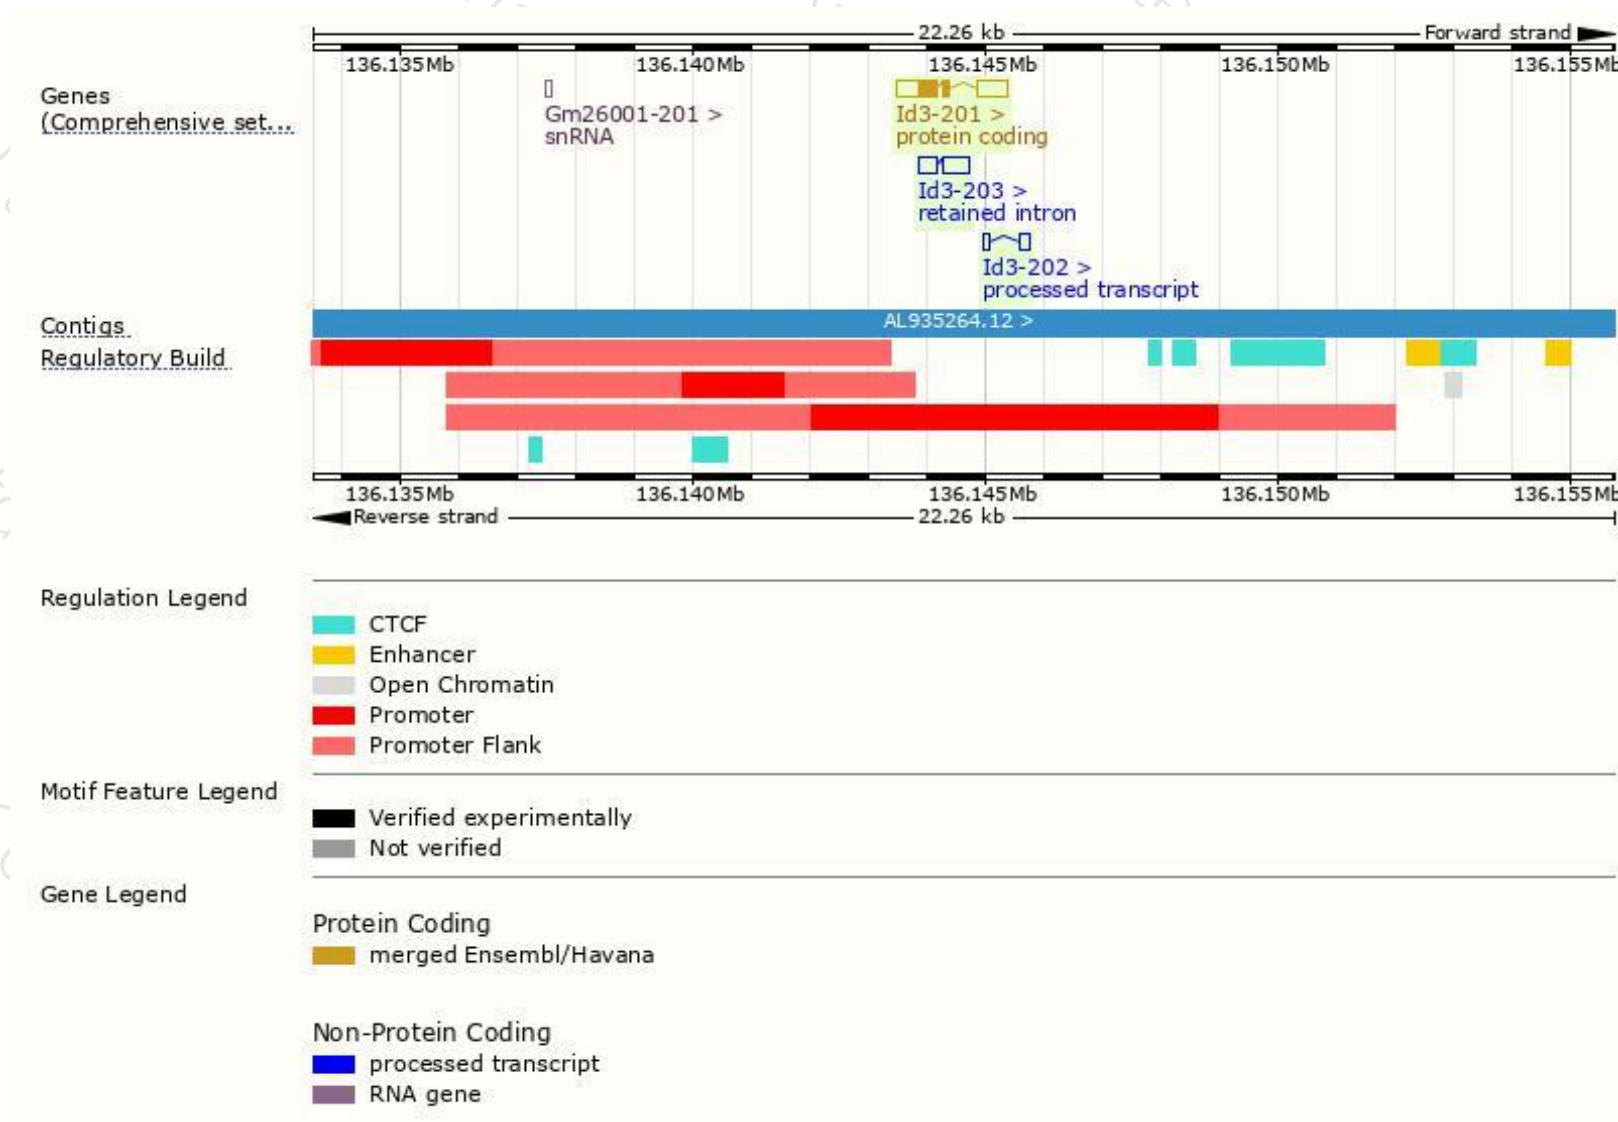 22.26 kb Forward strand
136.135Mb 136.140Mb 136.145Mb 136.150Mb 136.155Mb
Genes
(Comprehensive set...
Gm26001-201 >
snRNA
Id3-201 >
protein coding
Id3-203 >
retained intron
Id3-202 >
processed transcript
Contigs
AL935264.12 >
Regulatory Build
136.135Mb 136.140Mb 136.145Mb 136.150Mb 136.155Mb
Reverse strand 22.26 kb
Regulation Legend
CTCF
Enhancer
Open Chromatin
Promoter
Promoter Flank
Motif Feature Legend
Verified experimentally
Not verified
Gene Legend
Protein Coding
merged Ensembl/Havana
Non-Protein Coding
processed transcript
RNA gene